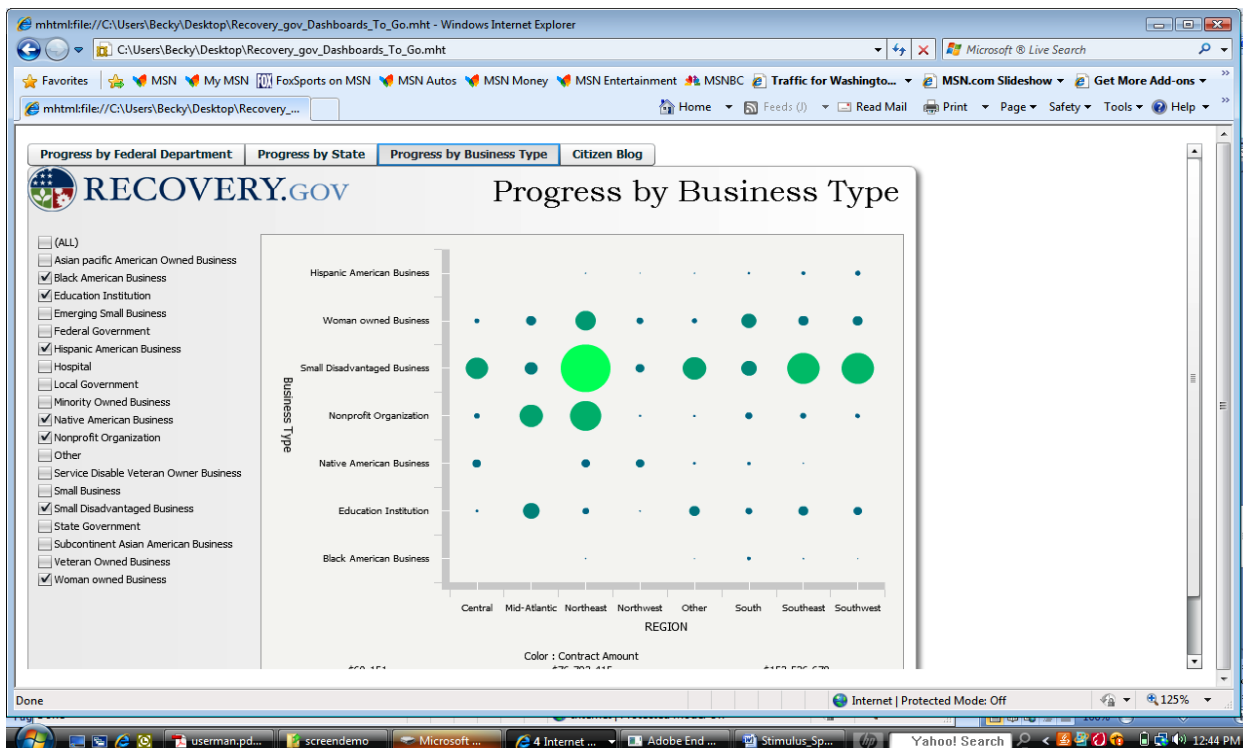 mhtml:file://C:\Users\Becky\Desktop\Recovery_gov_Dashboards_To_Go.mht - Windows Internet Explorer
C:\Users\Becky\Desktop\Recovery_gov_Dashboards_To_Go.mht
Microsoft ® Live Search
Favorites MSN My MSN FoxSports on MSN MSN Autos MSN Money MSN Entertainment MSNBC Traffic for Washingto... MSN.com Slideshow Get More Add-ons
mhtml:file://C:\Users\Becky\Desktop\Recovery_... Home Feeds (J) Read Mail Print Page Safety Tools Help
Progress by Federal Department Progress by State Progress by Business Type Citizen Blog
RECOVERY.GOV Progress by Business Type
(ALL)
Asian pacific American Owned Business
Black American Business
Education Institution
Emerging Small Business
Federal Government
Hispanic American Business
Hospital
Local Government
Minority Owned Business
Native American Business
Nonprofit Organization
Other
Service Disable Veteran Owner Business
Small Business
Small Disadvantaged Business
State Government
Subcontinent Asian American Business
Veteran Owned Business
Woman owned Business
Business Type
Hispanic American Business
Woman owned Business
Small Disadvantaged Business
Nonprofit Organization
Native American Business
Education Institution
Black American Business
Central Mid-Atlantic Northeast Northwest Other South Southeast Southwest
REGION
Color : Contract Amount
Done Internet | Protected Mode: Off 125%
userman.pd... screendemo Microsoft ... 4 Internet ... Adobe End ... Stimulus_Sp... Yahoo! Search 12:44 PM